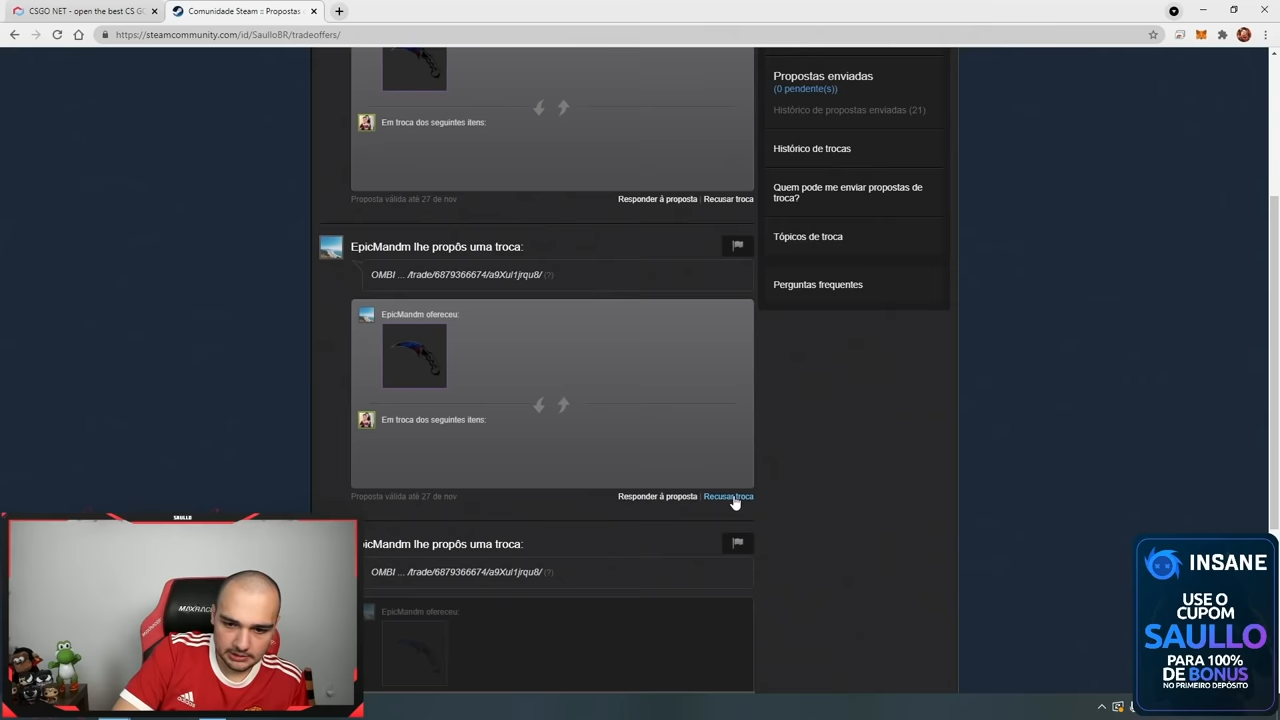 CSGO NET - open the best CS GO
Comunidade Steam :: Propostas
https://steamcommunity.com/id/SaulloBR/tradeoffers/
Em troca dos seguintes itens:
Proposta válida até 27 de nov
Responder à proposta | Recusar troca
EpicMandm lhe propôs uma troca:
OMBI ... /trade/6879366674/a9Xul1jrqu8/ (?)
EpicMandm ofereceu:
Em troca dos seguintes itens:
Proposta válida até 27 de nov
Responder à proposta | Recusar troca
icMandm lhe propôs uma troca:
OMBI ... /trade/6879366674/a9Xul1jrqu8/ (?)
EpicMandm ofereceu:
Propostas enviadas
(0 pendente(s))
Histórico de propostas enviadas (21)
Histórico de trocas
Quem pode me enviar propostas de
troca?
Tópicos de troca
Perguntas frequentes
SAULLO
MAXRACE
adidas
INSANE
USE O
CUPOM
SAULLO
PARA 100%
DE BONUS
NO PRIMEIRO DEPÓSITO